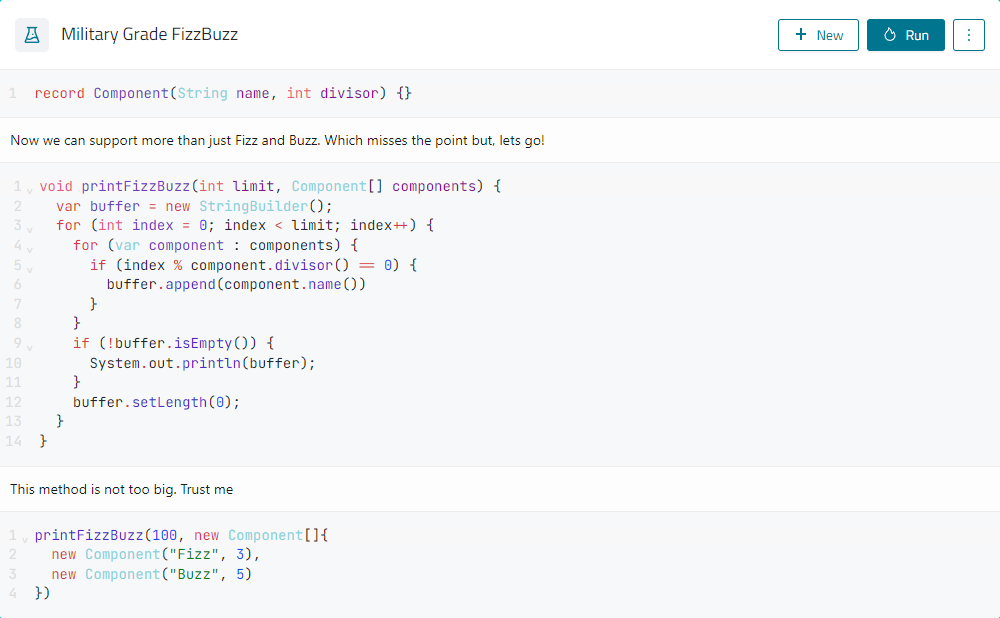 Military Grade FizzBuzz
+ New
Run
1 record Component(String name, int divisor) {}
Now we can support more than just Fizz and Buzz. Which misses the point but, lets go!
1 void printFizzBuzz(int limit, Component[] components) {
2   var buffer = new StringBuilder();
3   for (int index = 0; index < limit; index++) {
4     for (var component : components) {
5       if (index % component.divisor() == 0) {
6         buffer.append(component.name())
7       }
8     }
9     if (!buffer.isEmpty()) {
10       System.out.println(buffer);
11     }
12     buffer.setLength(0);
13   }
14 }
This method is not too big. Trust me
1 printFizzBuzz(100, new Component[]{
2   new Component("Fizz", 3),
3   new Component("Buzz", 5)
4 })